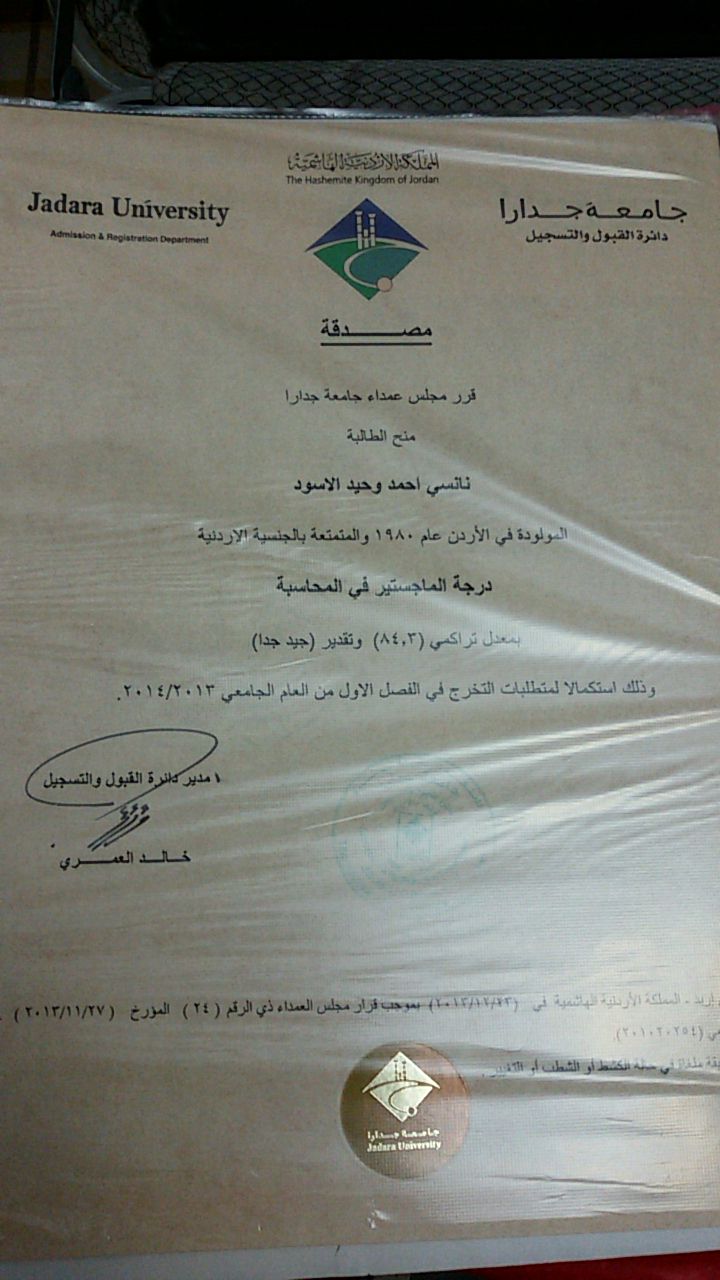 المملكة الأردنية الهاشمية
The Hashemite Kingdom of Jordan
Jadara University
Admission & Registration Department
جامعة جدارا
دائرة القبول والتسجيل
مصدقة
قرر مجلس عمداء جامعة جدارا
منح الطالبة
نانسي احمد وحيد الاسود
المولودة في الأردن عام ١٩٨٠ والمتمتعة بالجنسية الاردنية
درجة الماجستير في المحاسبة
بمعدل تراكمي (٨٤,٣) وتقدير (جيد جدا)
وذلك استكمالا لمتطلبات التخرج في الفصل الاول من العام الجامعي ٢٠١٤/٢٠١٣.
مدير دائرة القبول والتسجيل
خالد العمري
إربد - المملكة الأردنية الهاشمية في (٢٠١٣/١٢/٢٣) بموجب قرار مجلس العمداء ذي الرقم (٢٤) المؤرخ (٢٠١٣/١١/٢٧).
(٢٠١٠٢٠٢٥٤).
ملغاة في حالة الكشط أو الشطب أو التغيير.
جامعة جدارا
Jadara University